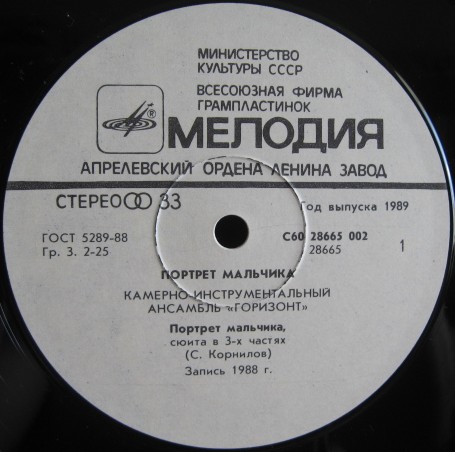 МИНИСТЕРСТВО
КУЛЬТУРЫ СССР
ВСЕСОЮЗНАЯ ФИРМА
ГРАМПЛАСТИНОК
®
МЕЛОДИЯ
АПРЕЛЕВСКИЙ ОРДЕНА ЛЕНИНА ЗАВОД
СТЕРЕО 33
Год выпуска 1989
ГОСТ 5289-88
С60 28665 002
Гр. 3. 2-25
28665
1
ПОРТРЕТ МАЛЬЧИКА
КАМЕРНО-ИНСТРУМЕНТАЛЬНЫЙ
АНСАМБЛЬ «ГОРИЗОНТ»
Портрет мальчика,
сюита в 3-х частях
(С. Корнилов)
Запись 1988 г.